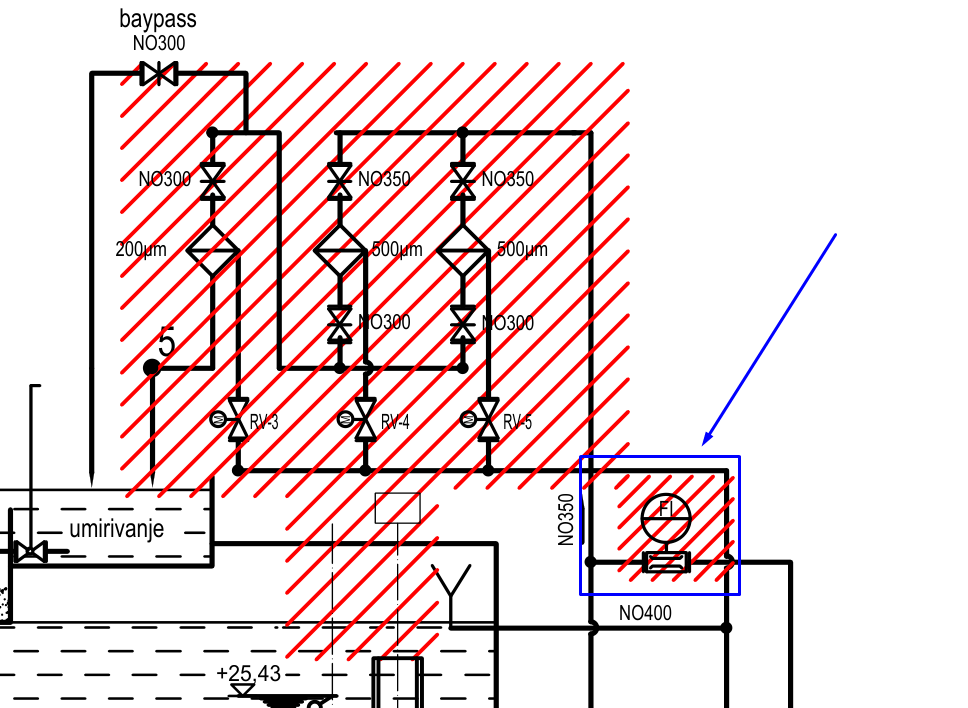 baypass
NO300
NO300
NO350
NO350
200µm
500µm
500µm
NO300
NO300
5
RV-3
RV-4
RV-5
NO350
FI
umirivanje
NO400
+25,43